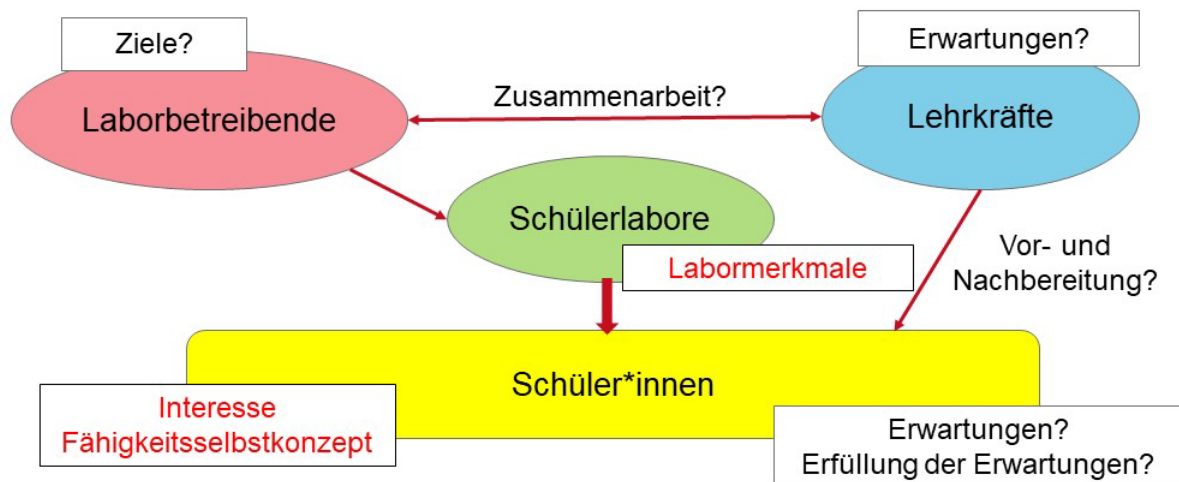 Ziele?
Erwartungen?
Laborbetreibende
Zusammenarbeit?
Lehrkräfte
Schülerlabore
Labormerkmale
Vor- und
Nachbereitung?
Schüler*innen
Interesse
Fähigkeitsselbstkonzept
Erwartungen?
Erfüllung der Erwartungen?